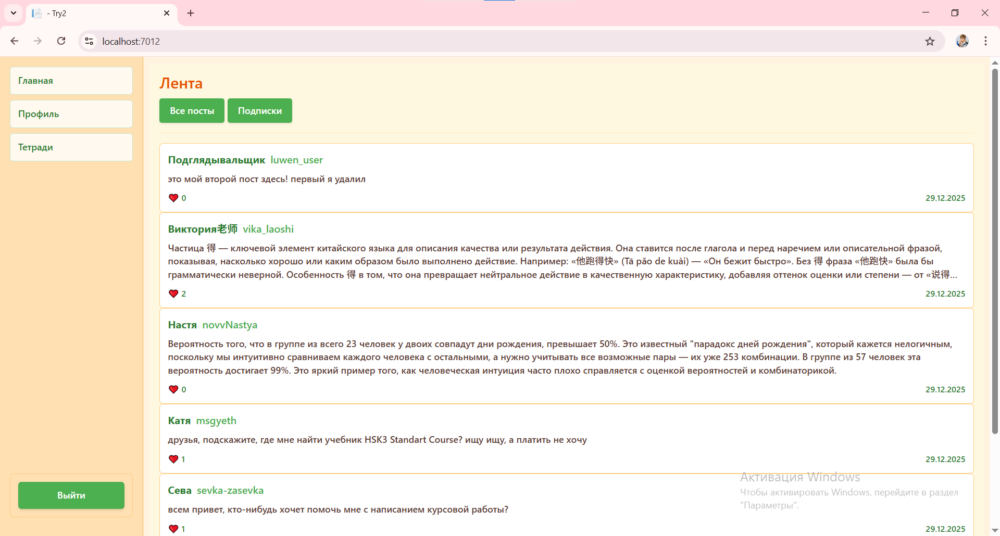 - Try2
localhost:7012
Главная
Профиль
Тетради
Выйти
Лента
Все посты Подписки
Подглядывальщик luwen_user
это мой второй пост здесь! первый я удалил
0 29.12.2025
Виктория老师 vika_laoshi
Частица 得 — ключевой элемент китайского языка для описания качества или результата действия. Она ставится после глагола и перед наречием или описательной фразой,
показывая, насколько хорошо или каким образом было выполнено действие. Например: «他跑得快» (Tā pǎo de kuài) — «Он бежит быстро». Без 得 фраза «他跑快» была бы
грамматически неверной. Особенность 得 в том, что она превращает нейтральное действие в качественную характеристику, добавляя оттенок оценки или степени — от «说得...
2 29.12.2025
Настя novvNastya
Вероятность того, что в группе из всего 23 человек у двоих совпадут дни рождения, превышает 50%. Это известный "парадокс дней рождения", который кажется нелогичным,
поскольку мы интуитивно сравниваем каждого человека с остальными, а нужно учитывать все возможные пары — их уже 253 комбинации. В группе из 57 человек эта
вероятность достигает 99%. Это яркий пример того, как человеческая интуиция часто плохо справляется с оценкой вероятностей и комбинаторикой.
0 29.12.2025
Катя msgyeth
друзья, подскажите, где мне найти учебник HSK3 Standart Course? ищу ищу, а платить не хочу
1 29.12.2025
Сева sevka-zasevka
всем привет, кто-нибудь хочет помочь мне с написанием курсовой работы?
1 29.12.2025
Активация Windows
Чтобы активировать Windows, перейдите в раздел
"Параметры".